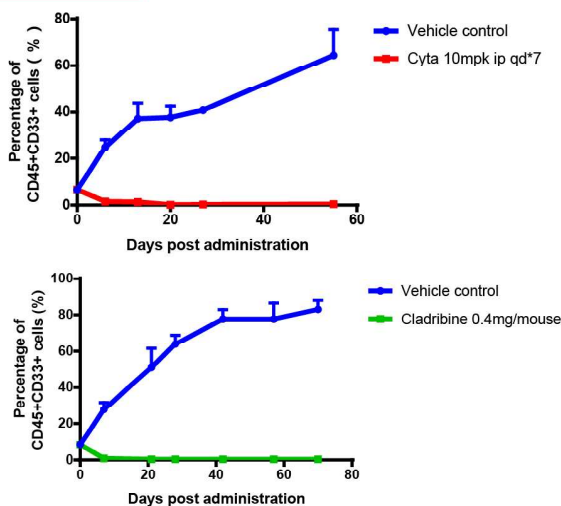 80
60
40
20
0
0
20
40
60
Percentage of
CD45+CD33+ cells ( % )
Days post administration
Vehicle control
Cyta 10mpk ip qd*7
100
80
60
40
20
0
0
20
40
60
80
Percentage of
CD45+CD33+ cells (%)
Days post administration
Vehicle control
Cladribine 0.4mg/mouse